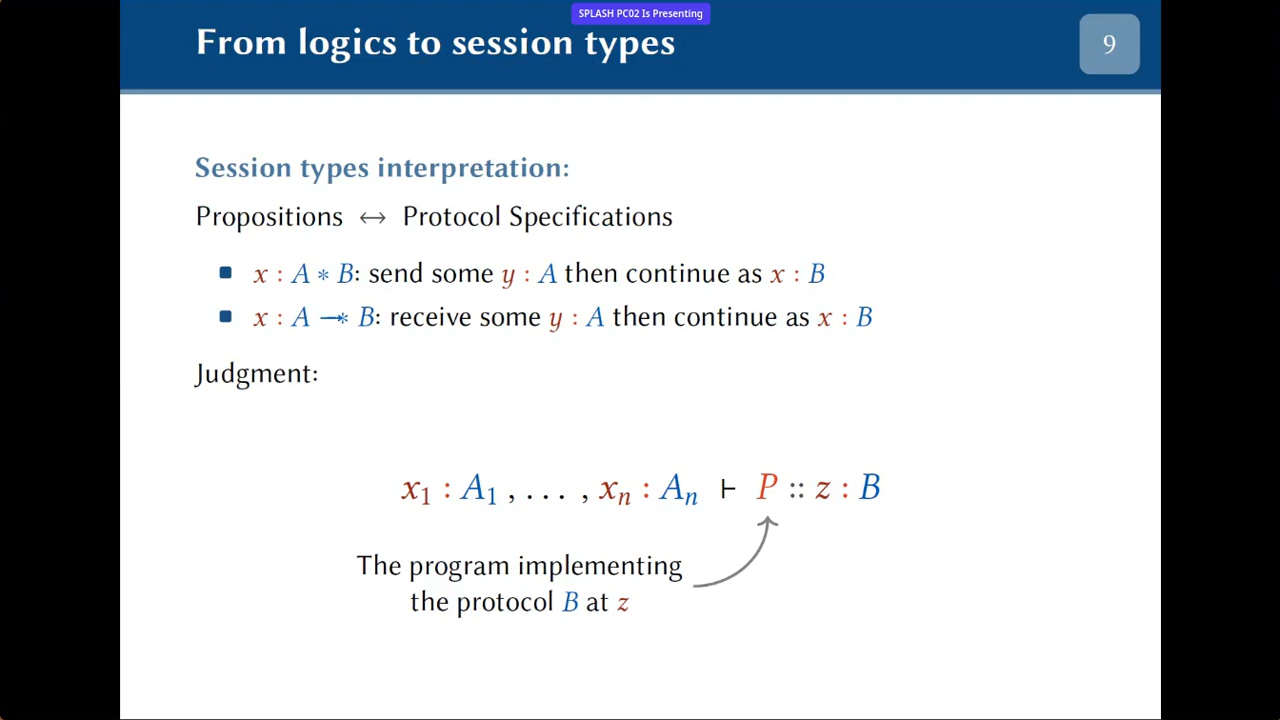 SPLASH PC02 Is Presenting
From logics to session types
9
Session types interpretation:
Propositions ↔ Protocol Specifications
■ x : A ∗ B: send some y : A then continue as x : B
■ x : A −∗ B: receive some y : A then continue as x : B
Judgment:
x₁ : A₁ , . . . , xₙ : Aₙ ⊢ P :: z : B
The program implementing
the protocol B at z